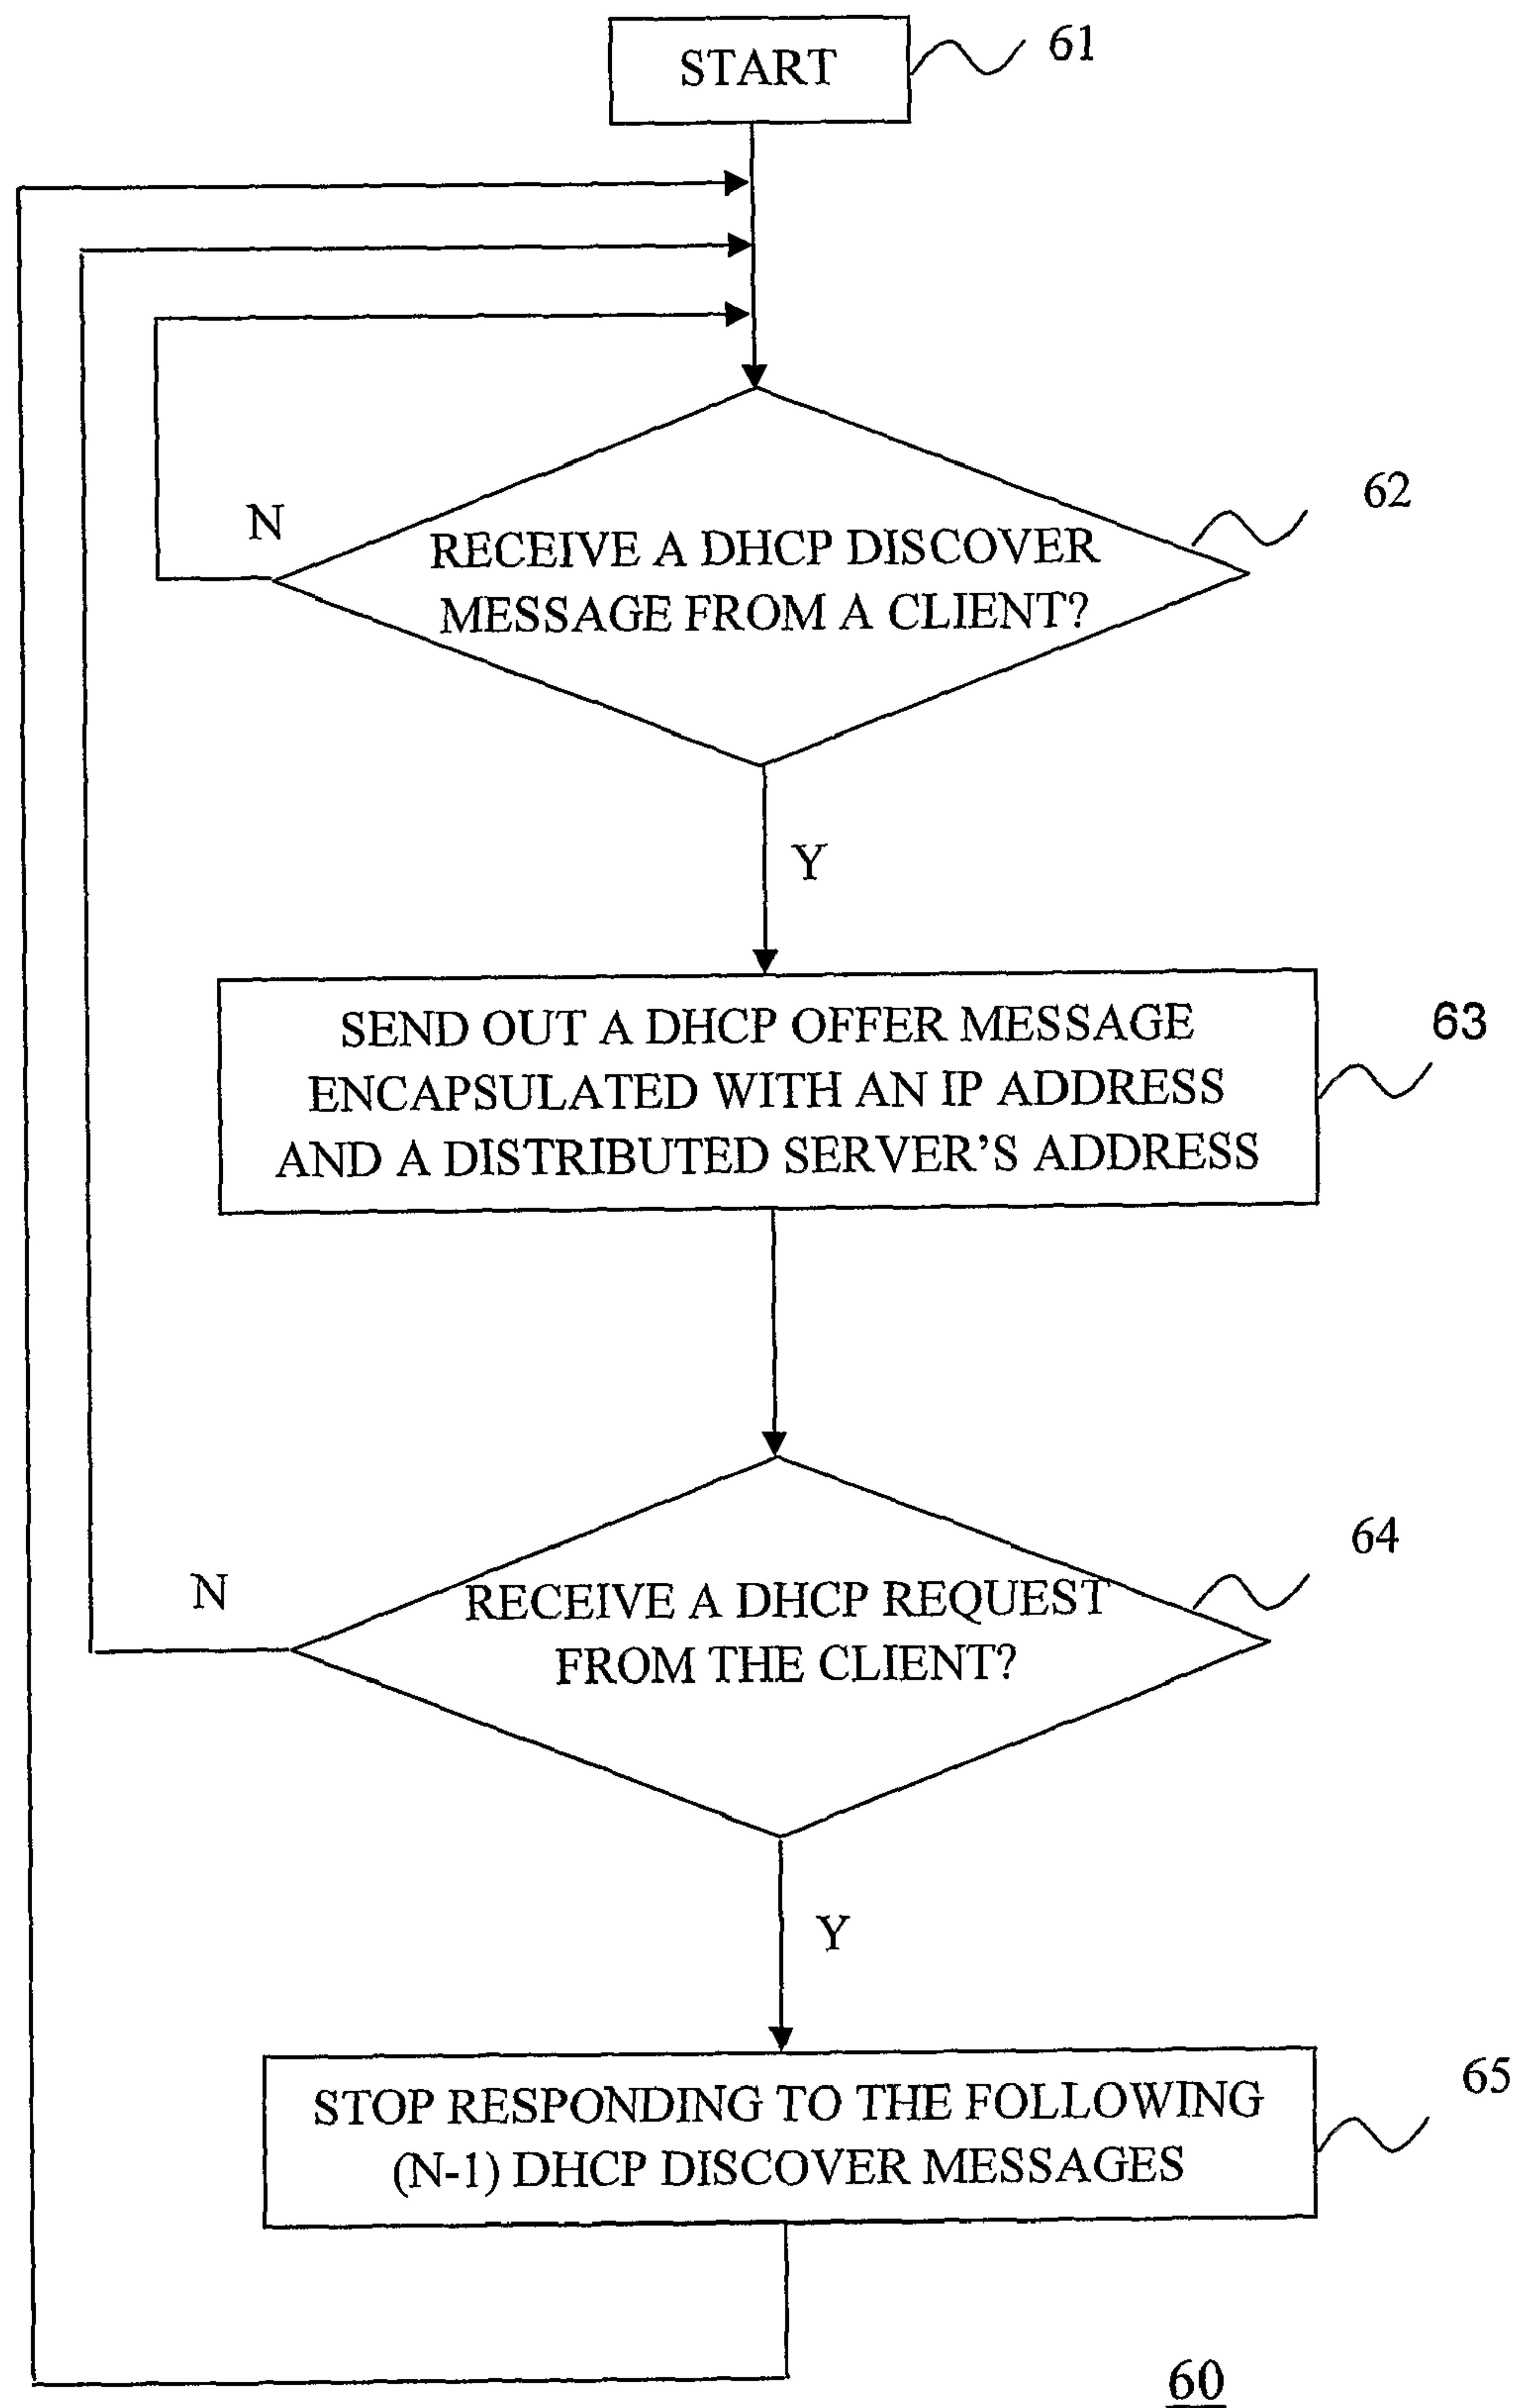 START
61
62
N
RECEIVE A DHCP DISCOVER
MESSAGE FROM A CLIENT?
Y
63
SEND OUT A DHCP OFFER MESSAGE
ENCAPSULATED WITH AN IP ADDRESS
AND A DISTRIBUTED SERVER'S ADDRESS
64
N
RECEIVE A DHCP REQUEST
FROM THE CLIENT?
Y
65
STOP RESPONDING TO THE FOLLOWING
(N-1) DHCP DISCOVER MESSAGES
60